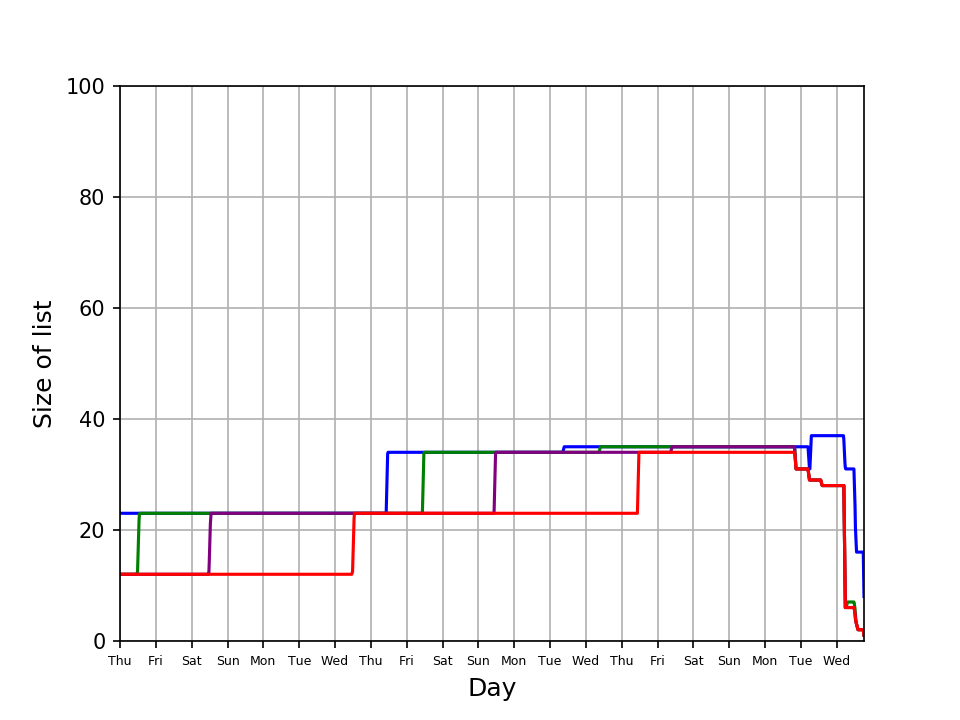 100
80
60
40
20
0
Size of list
Thu Fri Sat Sun Mon Tue Wed Thu Fri Sat Sun Mon Tue Wed Thu Fri Sat Sun Mon Tue Wed
Day